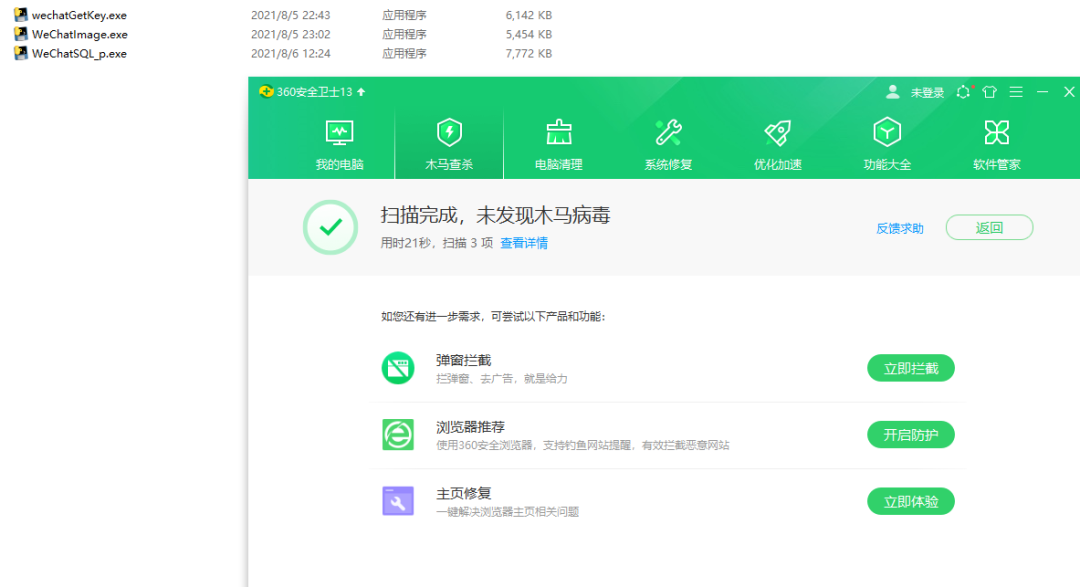 wechatGetKey.exe 2021/8/5 22:43 应用程序 6,142 KB
WeChatImage.exe 2021/8/5 23:02 应用程序 5,454 KB
WeChatSQL_p.exe 2021/8/6 12:24 应用程序 7,772 KB
360安全卫士13 未登录
我的电脑 木马查杀 电脑清理 系统修复 优化加速 功能大全 软件管家
扫描完成，未发现木马病毒
用时21秒，扫描 3 项 查看详情 反馈求助 返回
如您还有进一步需求，可尝试以下产品和功能：
弹窗拦截
拦弹窗、去广告，就是给力
立即拦截
浏览器推荐
使用360安全浏览器，支持钓鱼网站提醒，有效拦截恶意网站
开启防护
主页修复
一键解决浏览器主页相关问题
立即体验